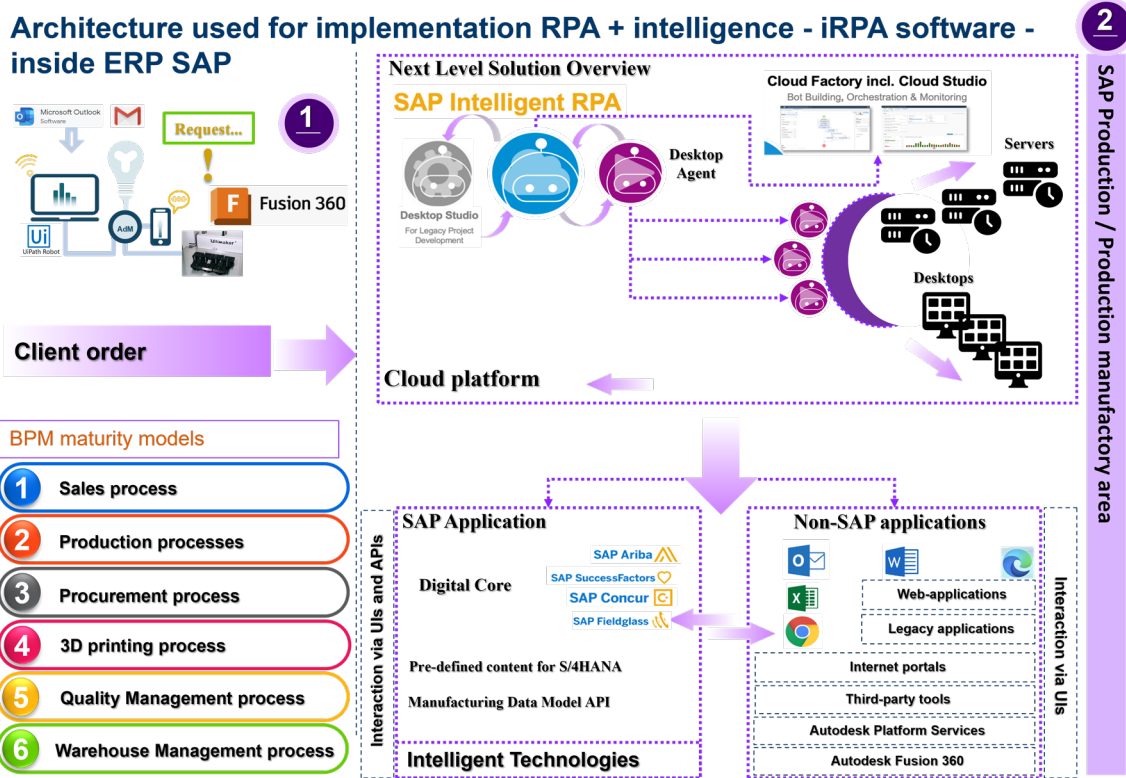 Architecture used for implementation RPA + intelligence - iRPA software -
inside ERP SAP
2
Microsoft Outlook
Software
Request...
!
1
UiPath Robot
Ui
AdM
F
Fusion 360
Ultimaker
Client order
BPM maturity models
1 Sales process
2 Production processes
3 Procurement process
4 3D printing process
5 Quality Management process
6 Warehouse Management process
Next Level Solution Overview
SAP Intelligent RPA
Desktop Studio
For Legacy Project
Development
Desktop
Agent
Cloud Factory incl. Cloud Studio
Bot Building, Orchestration & Monitoring
Servers
Desktops
Cloud platform
SAP Production / Production manufactory area
Interaction via UIs and APIs
SAP Application
Digital Core
SAP Ariba
SAP SuccessFactors
SAP Concur
SAP Fieldglass
Pre-defined content for S/4HANA
Manufacturing Data Model API
Intelligent Technologies
Non-SAP applications
Web-applications
Legacy applications
Internet portals
Third-party tools
Autodesk Platform Services
Autodesk Fusion 360
Interaction via UIs